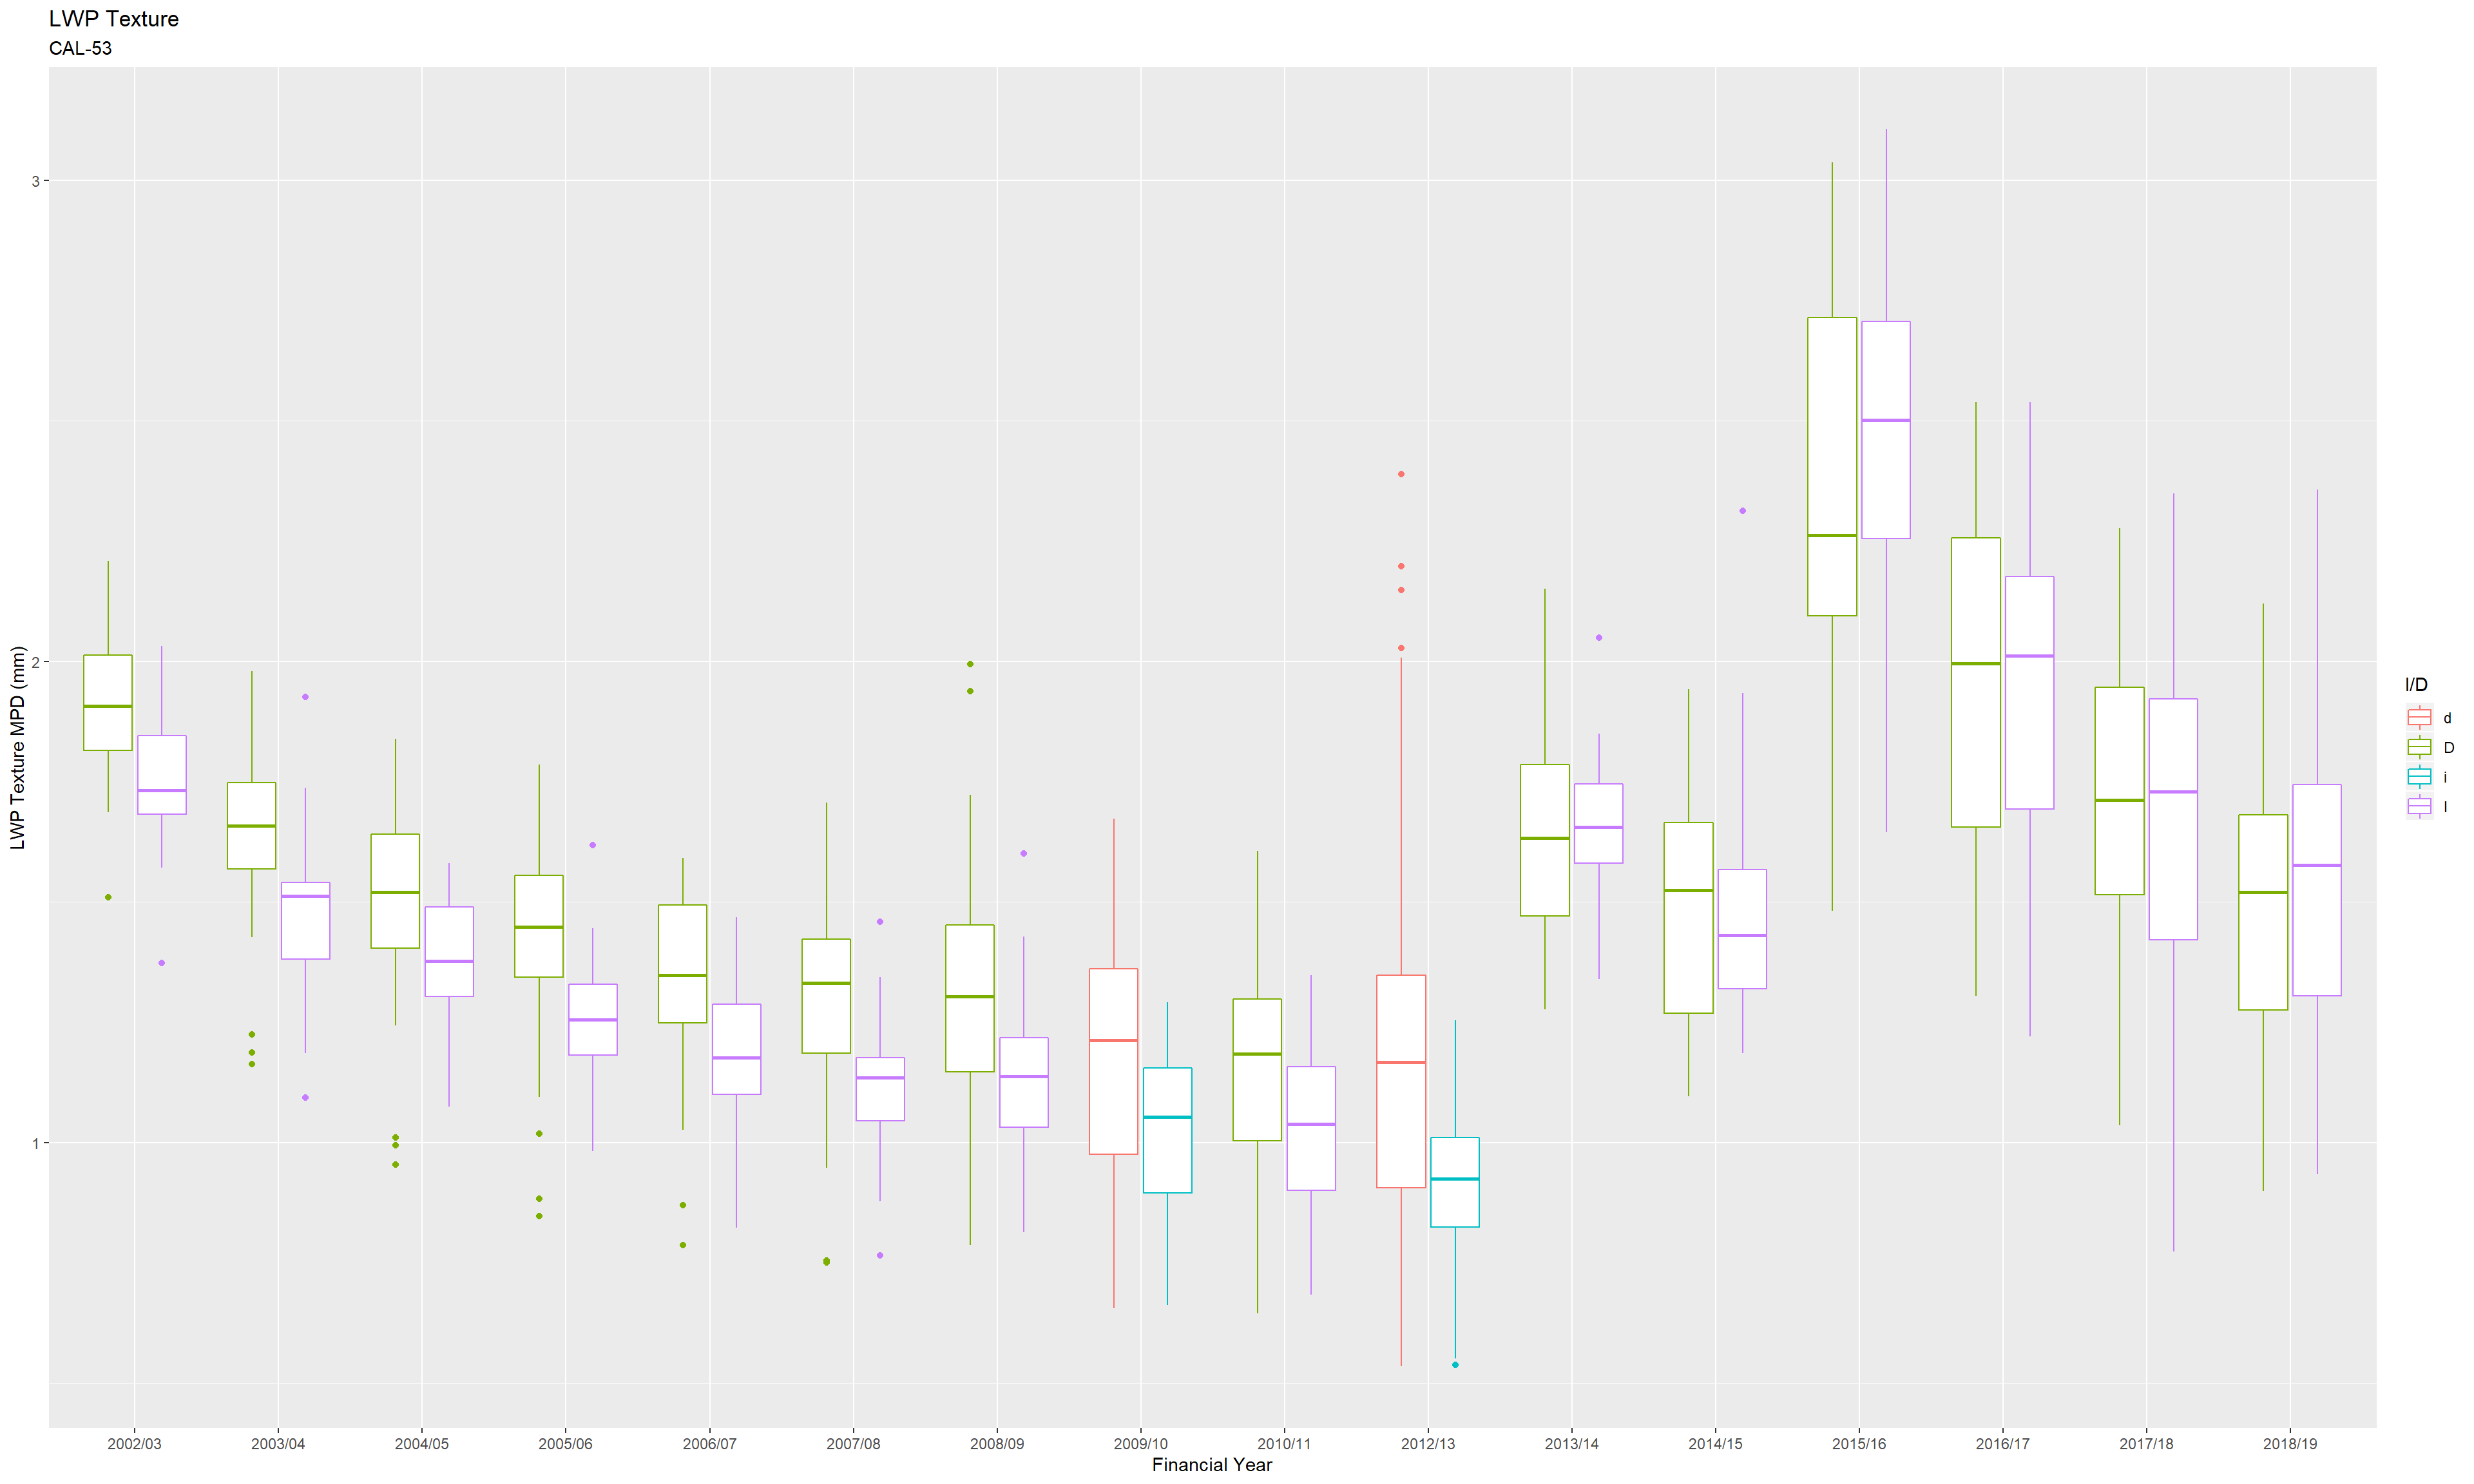 LWP Texture
CAL-53
LWP Texture MPD (mm)
3
2
1
2002/03
2003/04
2004/05
2005/06
2006/07
2007/08
2008/09
2009/10
2010/11
2012/13
2013/14
2014/15
2015/16
2016/17
2017/18
2018/19
Financial Year
I/D
d
D
i
I